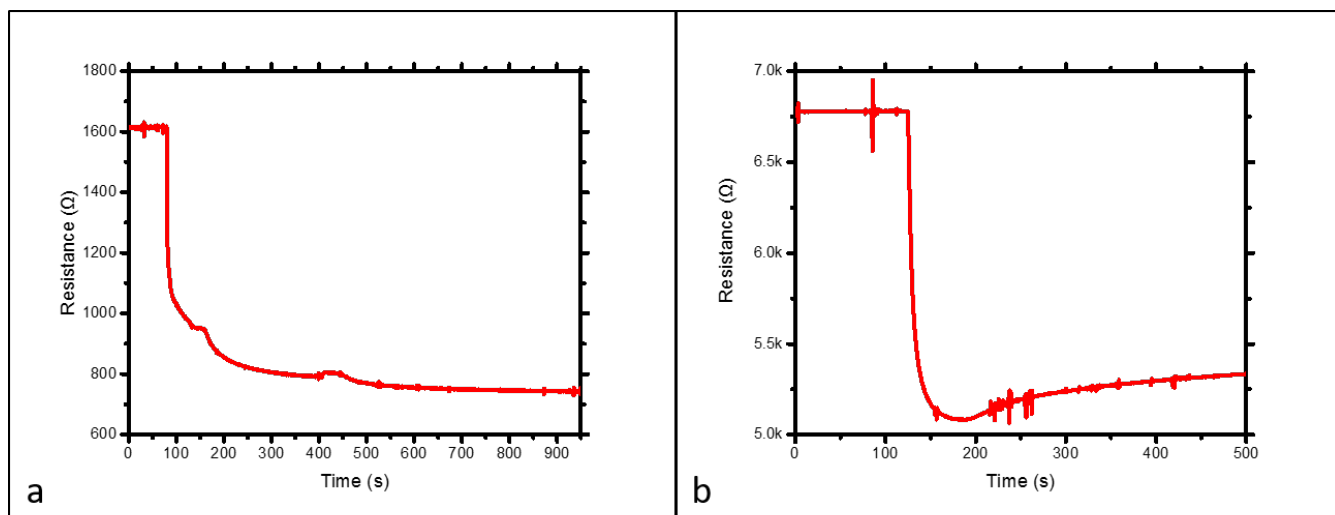 1800
1600
1400
1200
1000
800
600
Resistance (Ω)
0 100 200 300 400 500 600 700 800 900
Time (s)
a
7.0k
6.5k
6.0k
5.5k
5.0k
Resistance (Ω)
0 100 200 300 400 500
Time (s)
b